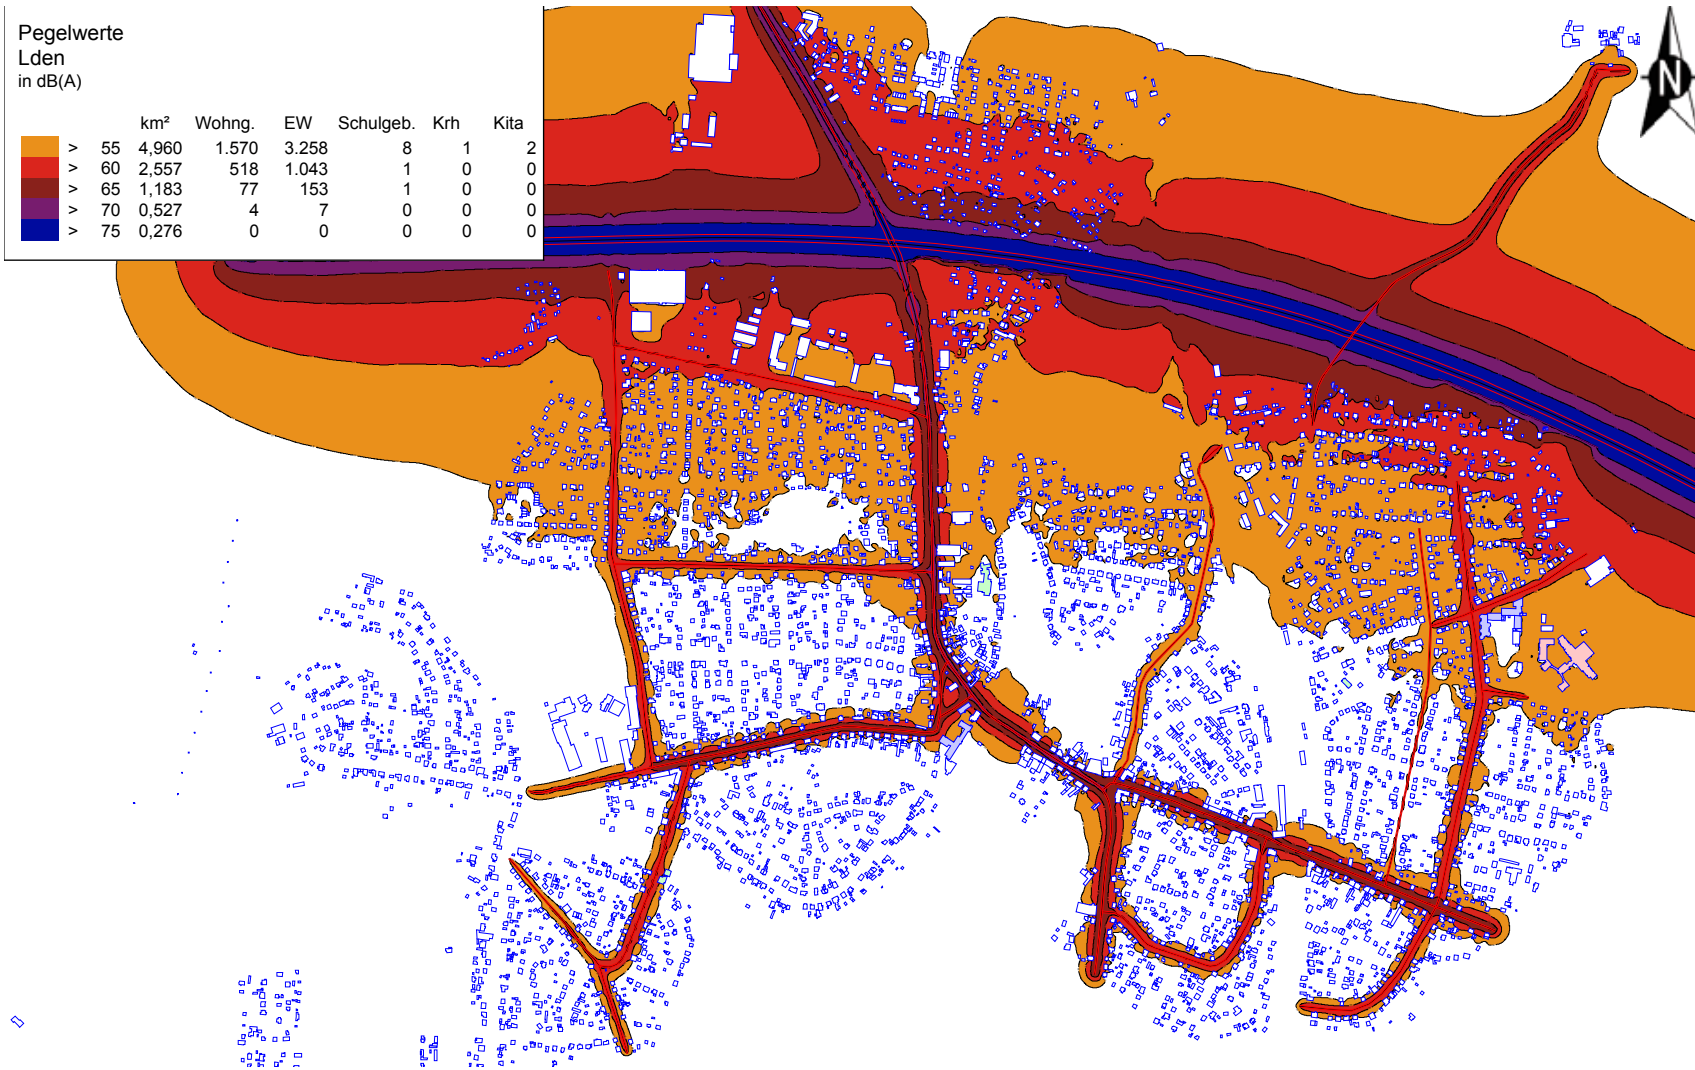 Pegelwerte
Lden
in dB(A)
km² Wohng. EW Schulgeb. Krh Kita
> 55 4,960 1.570 3.258 8 1 2
> 60 2,557 518 1.043 1 0 0
> 65 1,183 77 153 1 0 0
> 70 0,527 4 7 0 0 0
> 75 0,276 0 0 0 0 0
N